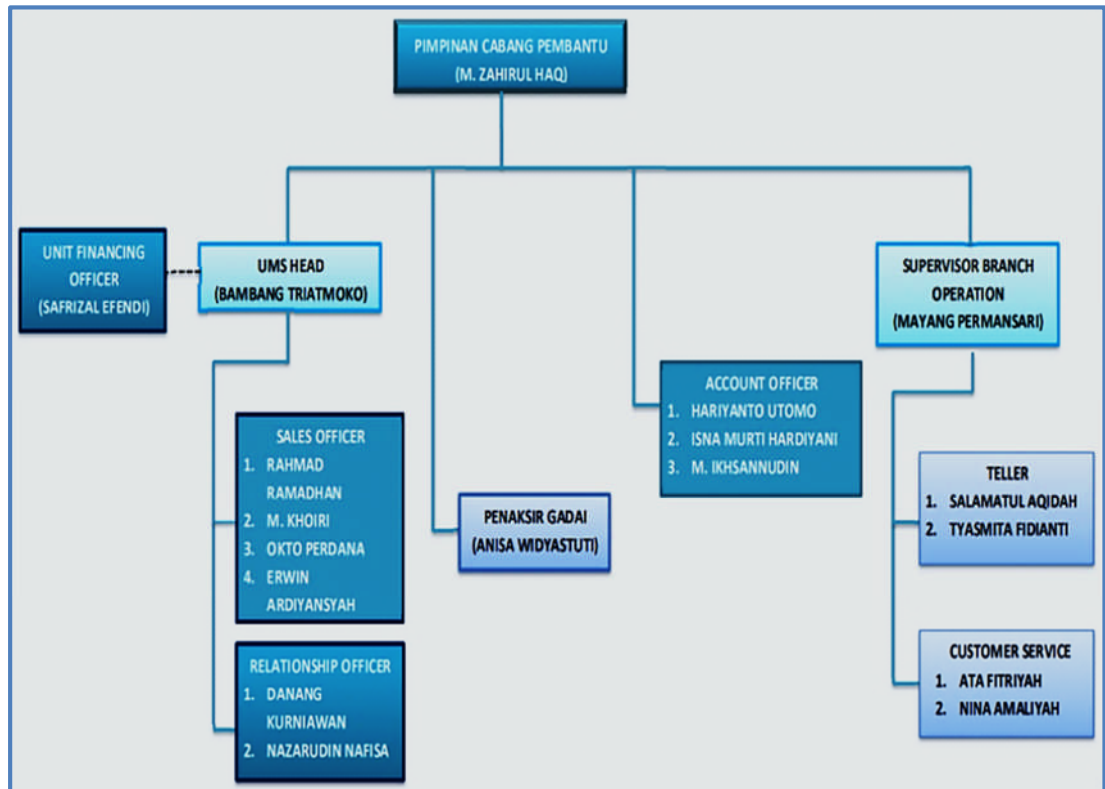 PIMPINAN CABANG PEMBANTU
(M. ZAHIRUL HAQ)
UNIT FINANCING
OFFICER
(SAFRIZAL EFENDI)
UMS HEAD
(BAMBANG TRIATMOKO)
SUPERVISOR BRANCH
OPERATION
(MAYANG PERMANSARI)
SALES OFFICER
1. RAHMAD
RAMADHAN
2. M. KHOIRI
3. OKTO PERDANA
4. ERWIN
ARDIYANSYAH
RELATIONSHIP OFFICER
1. DANANG
KURNIAWAN
2. NAZARUDIN NAFISA
PENAKSIR GADAI
(ANISA WIDYASTUTI)
ACCOUNT OFFICER
1. HARIYANTO UTOMO
2. ISNA MURTI HARDIYANI
3. M. IKHSANNUDIN
TELLER
1. SALAMATUL AQIDAH
2. TYASMITA FIDIANTI
CUSTOMER SERVICE
1. ATA FITRIYAH
2. NINA AMALIYAH